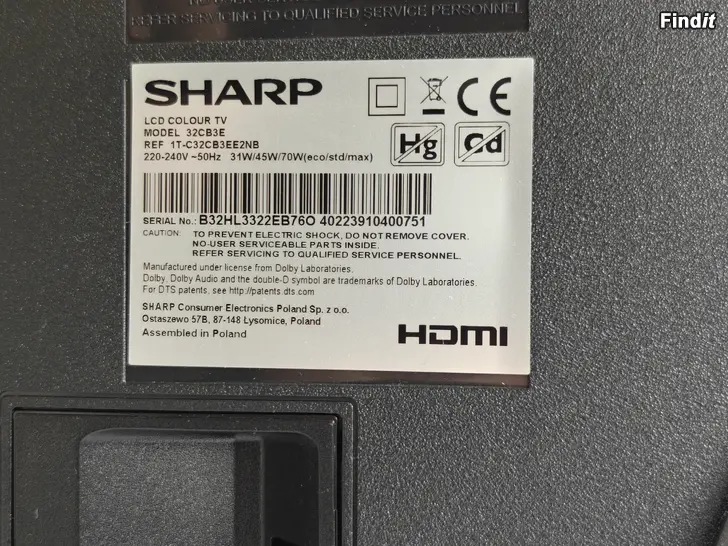 REFER SERVICING TO QUALIFIED SERVICE PERSONNEL
Findit
SHARP
LCD COLOUR TV
MODEL 32CB3E
REF 1T-C32CB3EE2NB
220-240V ~50Hz 31W/45W/70W(eco/std/max)
CE
Hg
Cd
SERIAL No.: B32HL3322EB76O 40223910400751
CAUTION: TO PREVENT ELECTRIC SHOCK, DO NOT REMOVE COVER.
NO-USER SERVICEABLE PARTS INSIDE.
REFER SERVICING TO QUALIFIED SERVICE PERSONNEL.
Manufactured under license from Dolby Laboratories.
Dolby, Dolby Audio and the double-D symbol are trademarks of Dolby Laboratories.
For DTS patents, see http://patents.dts.com
SHARP Consumer Electronics Poland Sp. z o.o.
Ostaszewo 57B, 87-148 Łysomice, Poland
Assembled in Poland
HDMI